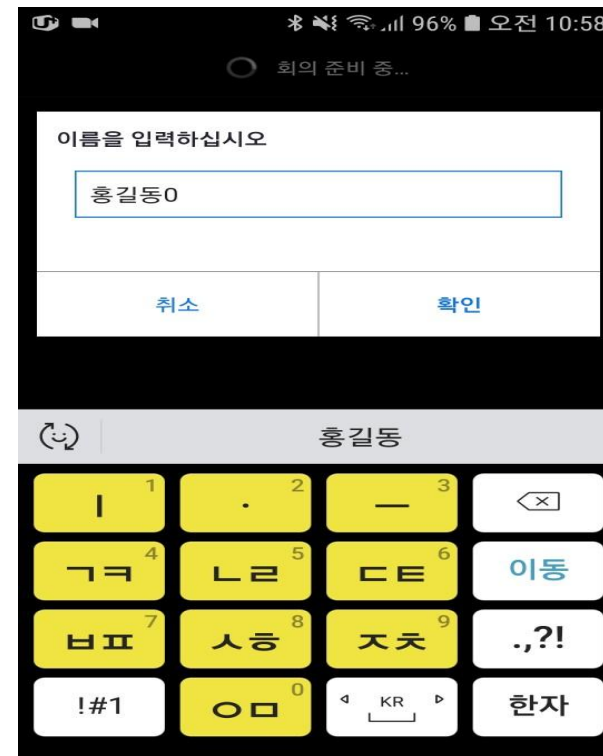 96% 오전 10:58
회의 준비 중...
이름을 입력하십시오
홍길동0
취소 확인
홍길동
ㅣ 1 · 2 ㅡ 3
ㄱㅋ 4 ㄴㄹ 5 ㄷㅌ 6 이동
ㅂㅍ 7 ㅅㅎ 8 ㅈㅊ 9 .,?!
!#1 ㅇㅁ 0 KR 한자